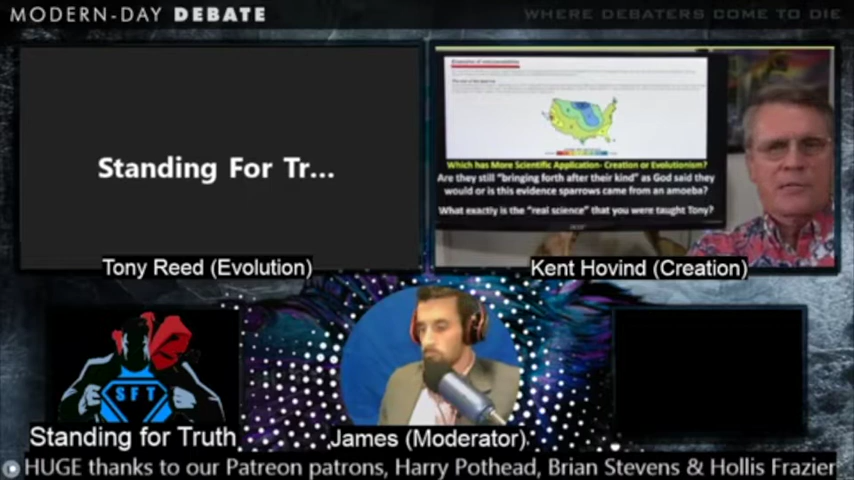 MODERN-DAY DEBATE
WHERE DEBATERS COME TO DIE
Standing For Tr...
Tony Reed (Evolution)
Which has More Scientific Application- Creation or Evolutionism?
Are they still "bringing forth after their kind" as God said they
would or is this evidence sparrows came from an amoeba?
What exactly is the "real science" that you were taught Tony?
acer
Kent Hovind (Creation)
SFT
Standing for Truth
James (Moderator)
HUGE thanks to our Patreon patrons, Harry Pothead, Brian Stevens & Hollis Frazier